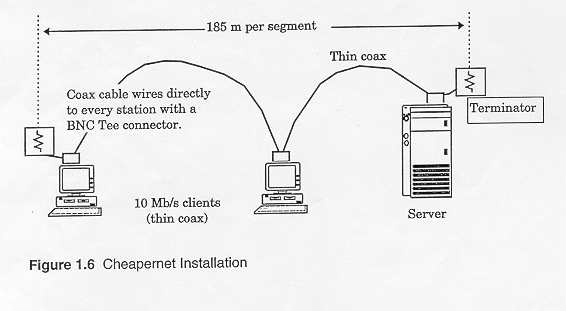 185 m per segment
Thin coax
Coax cable wires directly
to every station with a
BNC Tee connector.
Terminator
10 Mb/s clients
(thin coax)
Server
Figure 1.6 Cheapernet Installation